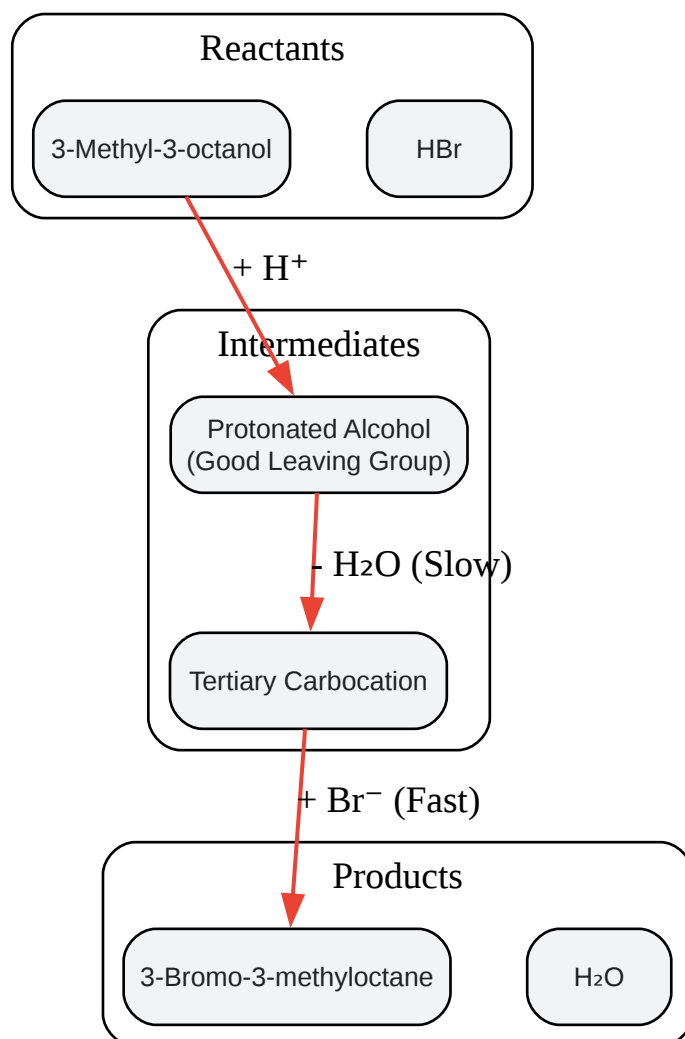 Reactants
3-Methyl-3-octanol
HBr
+ H⁺
Intermediates
Protonated Alcohol
(Good Leaving Group)
- H₂O (Slow)
Tertiary Carbocation
+ Br⁻ (Fast)
Products
3-Bromo-3-methyloctane
H₂O